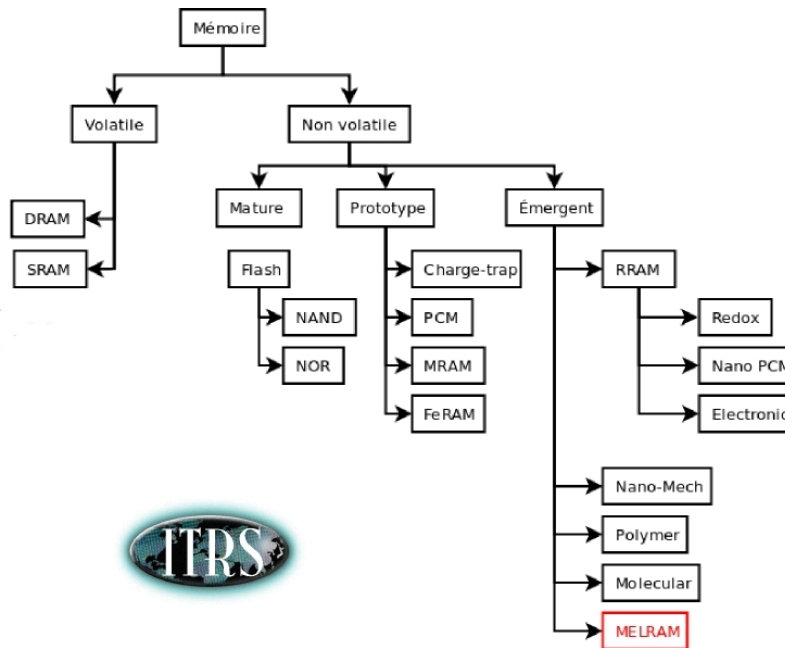 Mémoire
Volatile
Non volatile
DRAM
SRAM
Mature
Prototype
Émergent
Flash
NAND
NOR
Charge-trap
PCM
MRAM
FeRAM
RRAM
Redox
Nano PCM
Electronic
Nano-Mech
Polymer
Molecular
MELRAM
ITRS